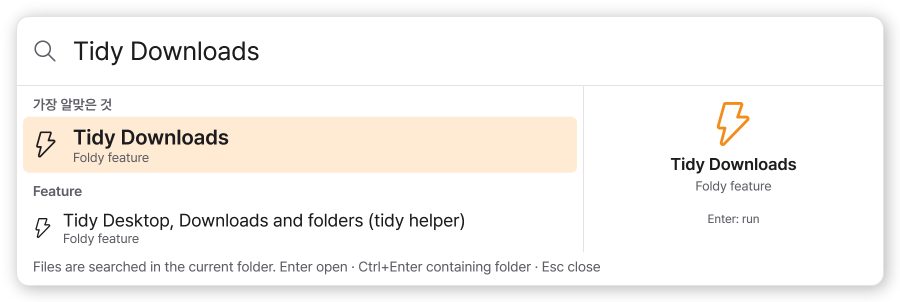 Tidy Downloads
가장 알맞은 것
Tidy Downloads
Foldy feature
Feature
Tidy Desktop, Downloads and folders (tidy helper)
Foldy feature
Tidy Downloads
Foldy feature
Enter: run
Files are searched in the current folder. Enter open · Ctrl+Enter containing folder · Esc close